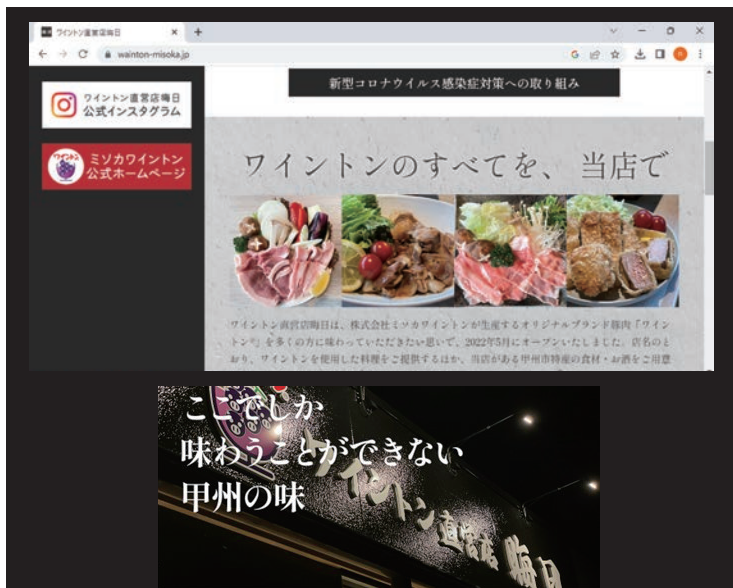 ワイントン直営店晦日
wainton-misoka.jp
新型コロナウイルス感染症対策への取り組み
ワイントン直営店晦日
公式インスタグラム
ワイントン
ミソカワイントン
公式ホームページ
ワイントンのすべてを、当店で
ワイントン直営店晦日は、株式会社ミソカワイントンが生産するオリジナルブランド豚肉「ワイン
トン®」を多くの方に味わっていただきたい思いで、2022年5月にオープンいたしました。店名のと
おり、ワイントンを使用した料理をご提供するほか、当店がある甲州市特産の食材・お酒をご用意
ここでしか
味わうことができない
甲州の味
ワイントン直営店 晦日